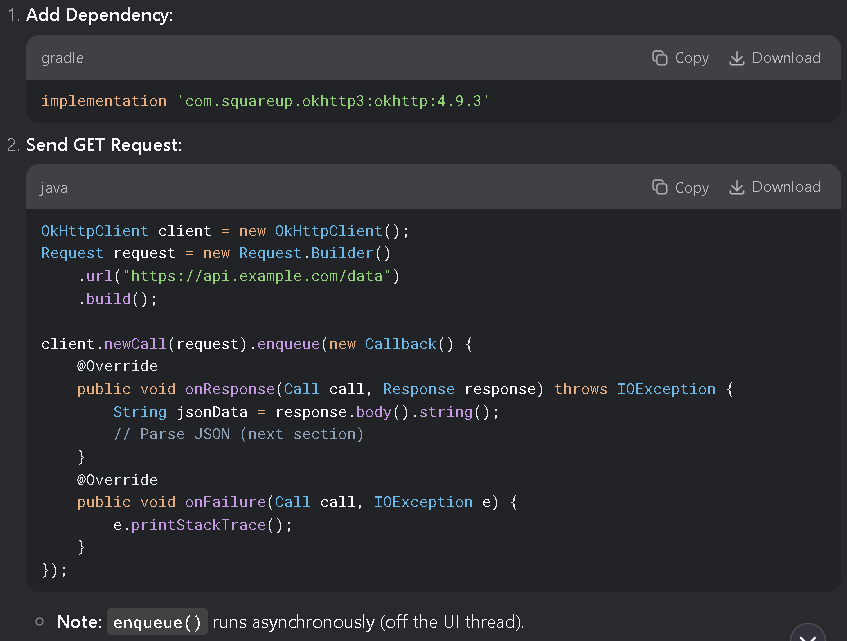 1. Add Dependency:
gradle Copy Download
implementation 'com.squareup.okhttp3:okhttp:4.9.3'
2. Send GET Request:
java Copy Download
OkHttpClient client = new OkHttpClient();
Request request = new Request.Builder()
    .url("https://api.example.com/data")
    .build();

client.newCall(request).enqueue(new Callback() {
    @Override
    public void onResponse(Call call, Response response) throws IOException {
        String jsonData = response.body().string();
        // Parse JSON (next section)
    }
    @Override
    public void onFailure(Call call, IOException e) {
        e.printStackTrace();
    }
});
Note: enqueue() runs asynchronously (off the UI thread).